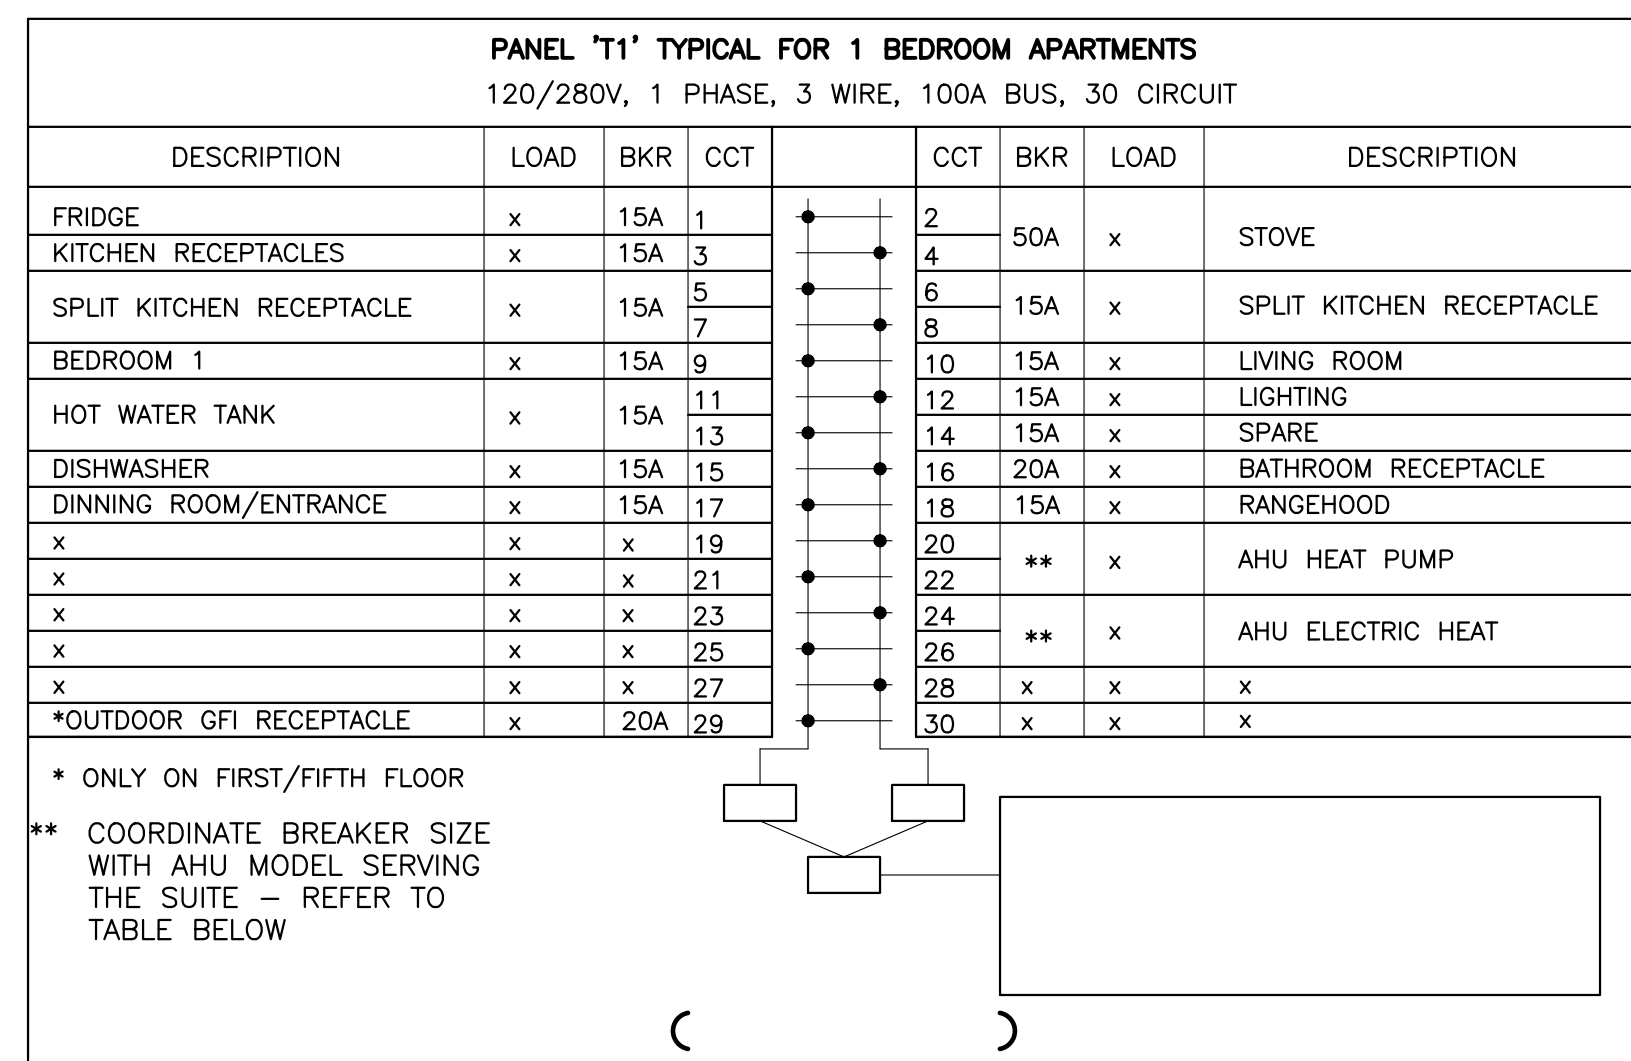 PANEL 'T1' TYPICAL FOR 1 BEDROOM APARTMENTS
120/280V, 1 PHASE, 3 WIRE, 100A BUS, 30 CIRCUIT
DESCRIPTION LOAD BKR CCT CCT BKR LOAD DESCRIPTION
FRIDGE x 15A 1 2 50A x STOVE
KITCHEN RECEPTACLES x 15A 3 4
SPLIT KITCHEN RECEPTACLE x 15A 5 6 15A x SPLIT KITCHEN RECEPTACLE
7 8
BEDROOM 1 x 15A 9 10 15A x LIVING ROOM
HOT WATER TANK x 15A 11 12 15A x LIGHTING
13 14 15A x SPARE
DISHWASHER x 15A 15 16 20A x BATHROOM RECEPTACLE
DINNING ROOM/ENTRANCE x 15A 17 18 15A x RANGEHOOD
x x x 19 20 ** x AHU HEAT PUMP
x x x 21 22
x x x 23 24 ** x AHU ELECTRIC HEAT
x x x 25 26
x x x 27 28 x x x
*OUTDOOR GFI RECEPTACLE x 20A 29 30 x x x
* ONLY ON FIRST/FIFTH FLOOR
** COORDINATE BREAKER SIZE
WITH AHU MODEL SERVING
THE SUITE – REFER TO
TABLE BELOW
( )